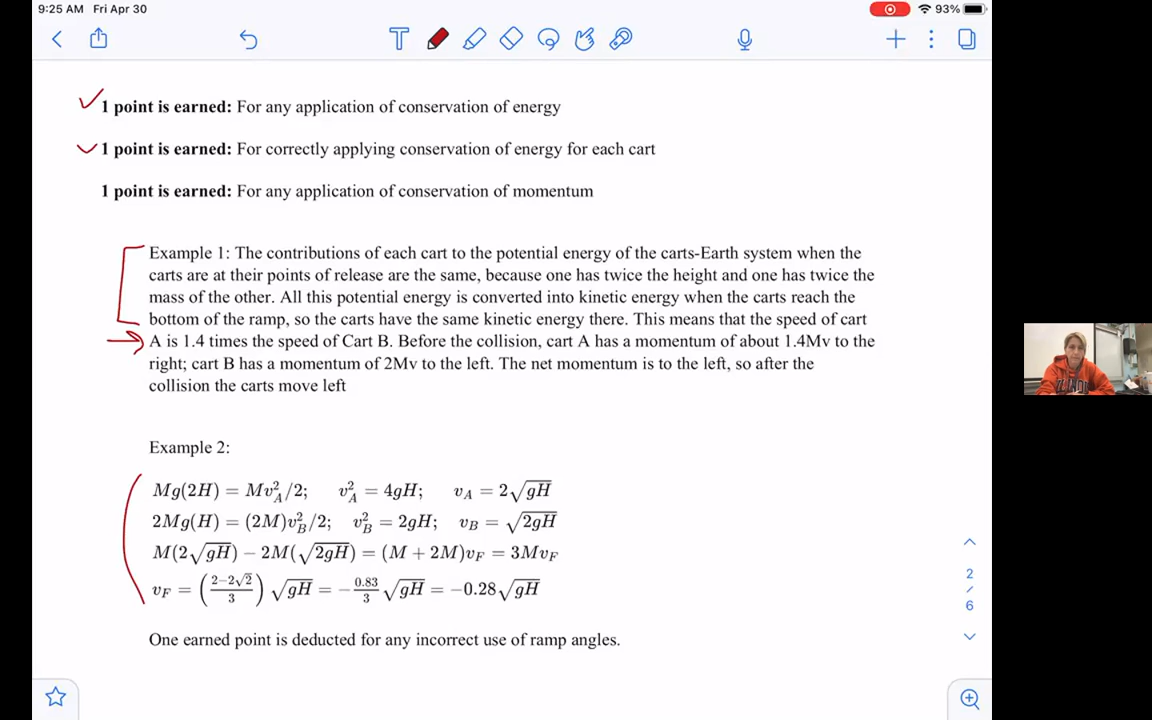 9:25 AM Fri Apr 30
93%
1 point is earned: For any application of conservation of energy
1 point is earned: For correctly applying conservation of energy for each cart
1 point is earned: For any application of conservation of momentum
Example 1: The contributions of each cart to the potential energy of the carts-Earth system when the
carts are at their points of release are the same, because one has twice the height and one has twice the
mass of the other. All this potential energy is converted into kinetic energy when the carts reach the
bottom of the ramp, so the carts have the same kinetic energy there. This means that the speed of cart
A is 1.4 times the speed of Cart B. Before the collision, cart A has a momentum of about 1.4Mv to the
right; cart B has a momentum of 2Mv to the left. The net momentum is to the left, so after the
collision the carts move left
Example 2:
Mg(2H) = Mv_A^2/2; v_A^2 = 4gH; v_A = 2√(gH)
2Mg(H) = (2M)v_B^2/2; v_B^2 = 2gH; v_B = √(2gH)
M(2√(gH)) − 2M(√(2gH)) = (M + 2M)v_F = 3Mv_F
v_F = ((2−2√2)/3) √(gH) = −(0.83/3) √(gH) = −0.28√(gH)
One earned point is deducted for any incorrect use of ramp angles.
2
/
6
ILLINOIS